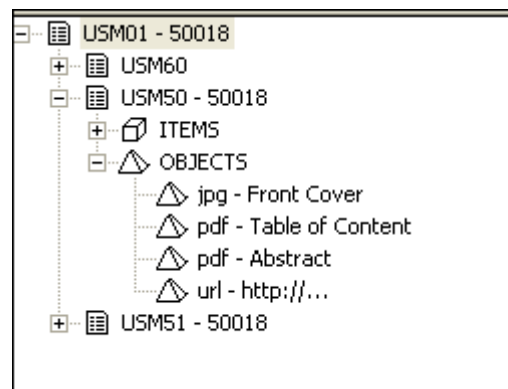 USM01 - 50018
USM60
USM50 - 50018
ITEMS
OBJECTS
jpg - Front Cover
pdf - Table of Content
pdf - Abstract
url - http://...
USM51 - 50018